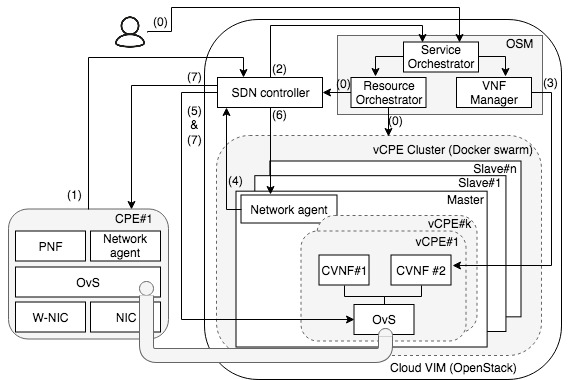 (0)
OSM
Service
Orchestrator
(2)
(7)
SDN controller
(0)
Resource
Orchestrator
VNF
Manager
(3)
(5)
&
(7)
(6)
(0)
vCPE Cluster (Docker swarm)
Slave#n
(4)
Slave#1
(1)
Master
Network agent
CPE#1
vCPE#k
PNF
Network
agent
vCPE#1
CVNF#1
CVNF #2
OvS
W-NIC
NIC
OvS
Cloud VIM (OpenStack)